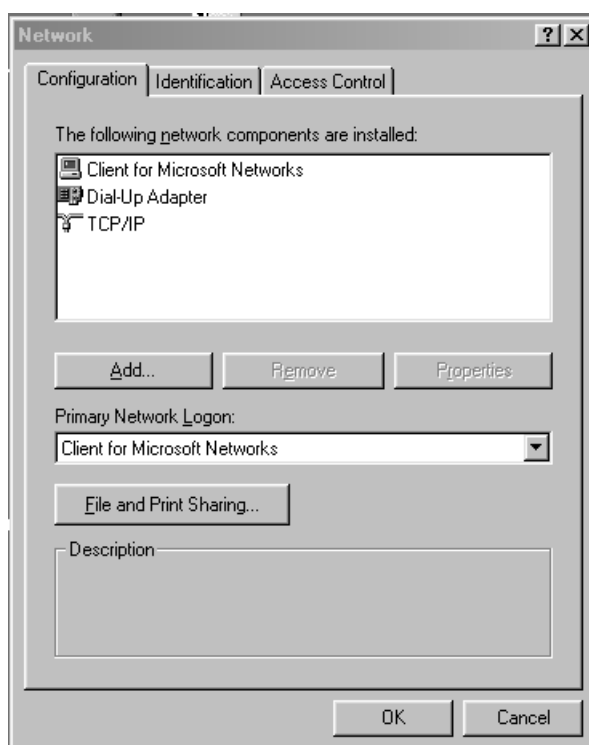 Network
Configuration Identification Access Control
The following network components are installed:
Client for Microsoft Networks
Dial-Up Adapter
TCP/IP
Add... Remove Properties
Primary Network Logon:
Client for Microsoft Networks
File and Print Sharing...
Description
OK Cancel